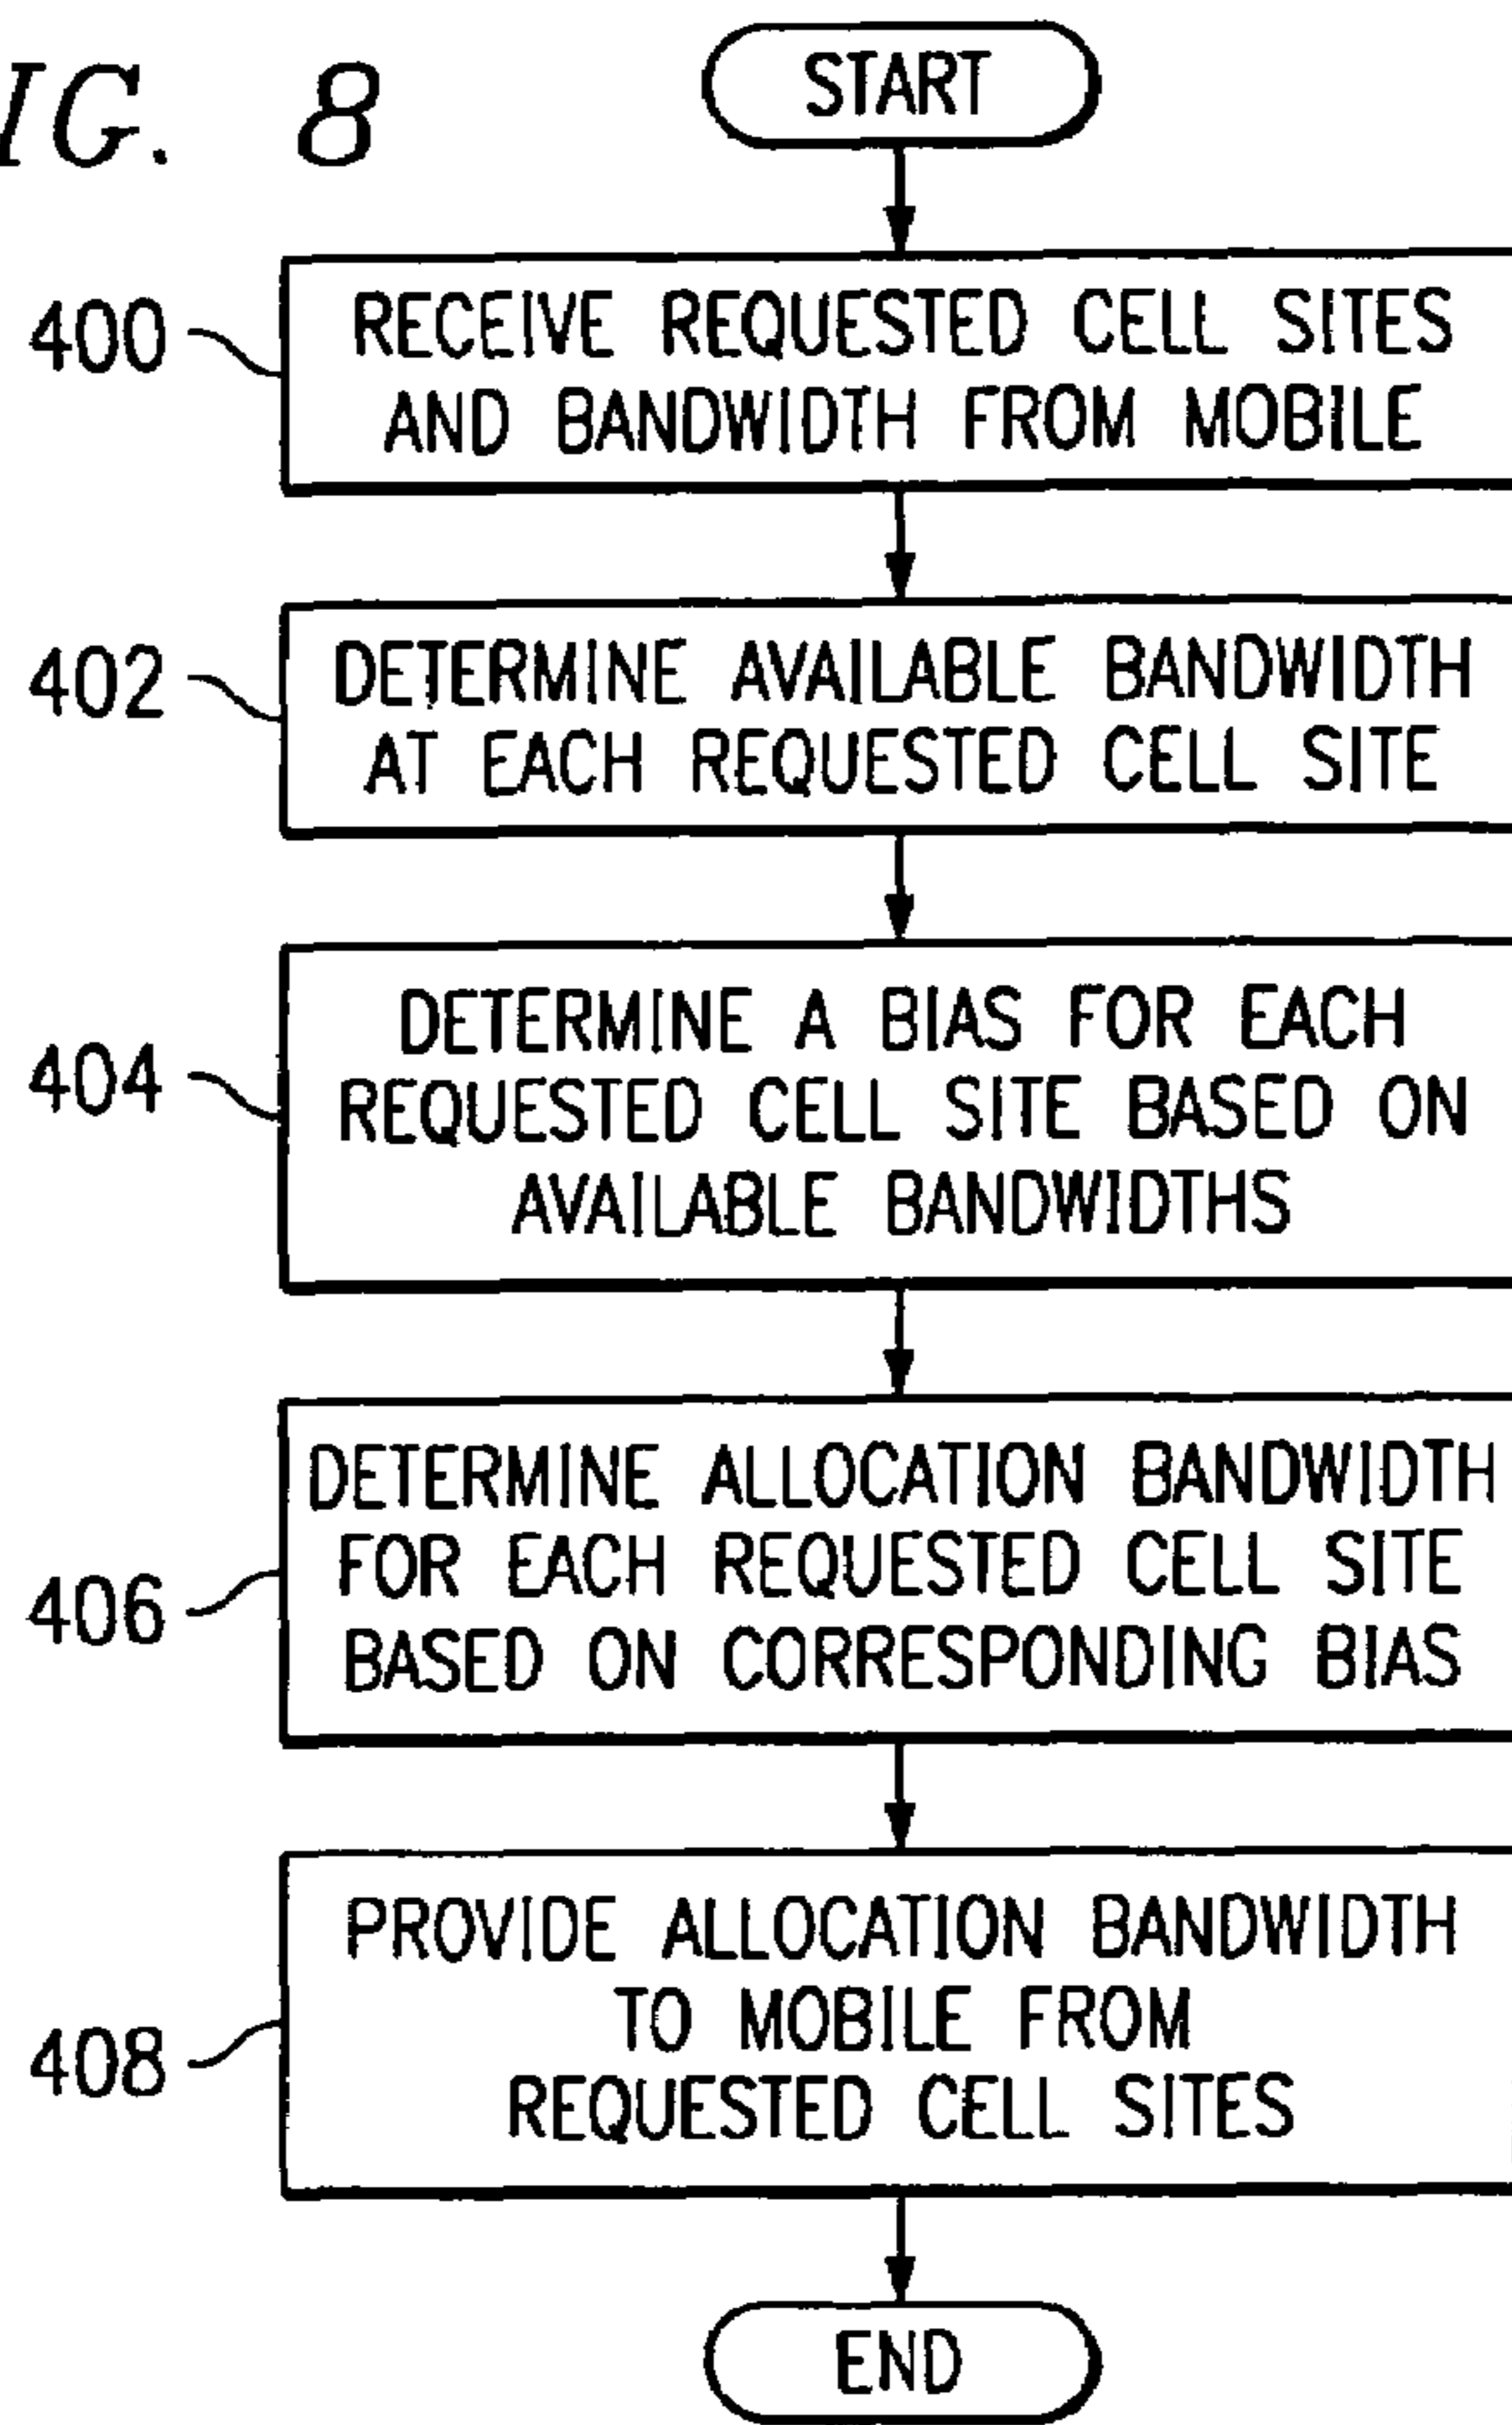 IG. 8
START
400
RECEIVE REQUESTED CELL SITES
AND BANDWIDTH FROM MOBILE
402
DETERMINE AVAILABLE BANDWIDTH
AT EACH REQUESTED CELL SITE
404
DETERMINE A BIAS FOR EACH
REQUESTED CELL SITE BASED ON
AVAILABLE BANDWIDTHS
406
DETERMINE ALLOCATION BANDWIDTH
FOR EACH REQUESTED CELL SITE
BASED ON CORRESPONDING BIAS
408
PROVIDE ALLOCATION BANDWIDTH
TO MOBILE FROM
REQUESTED CELL SITES
END